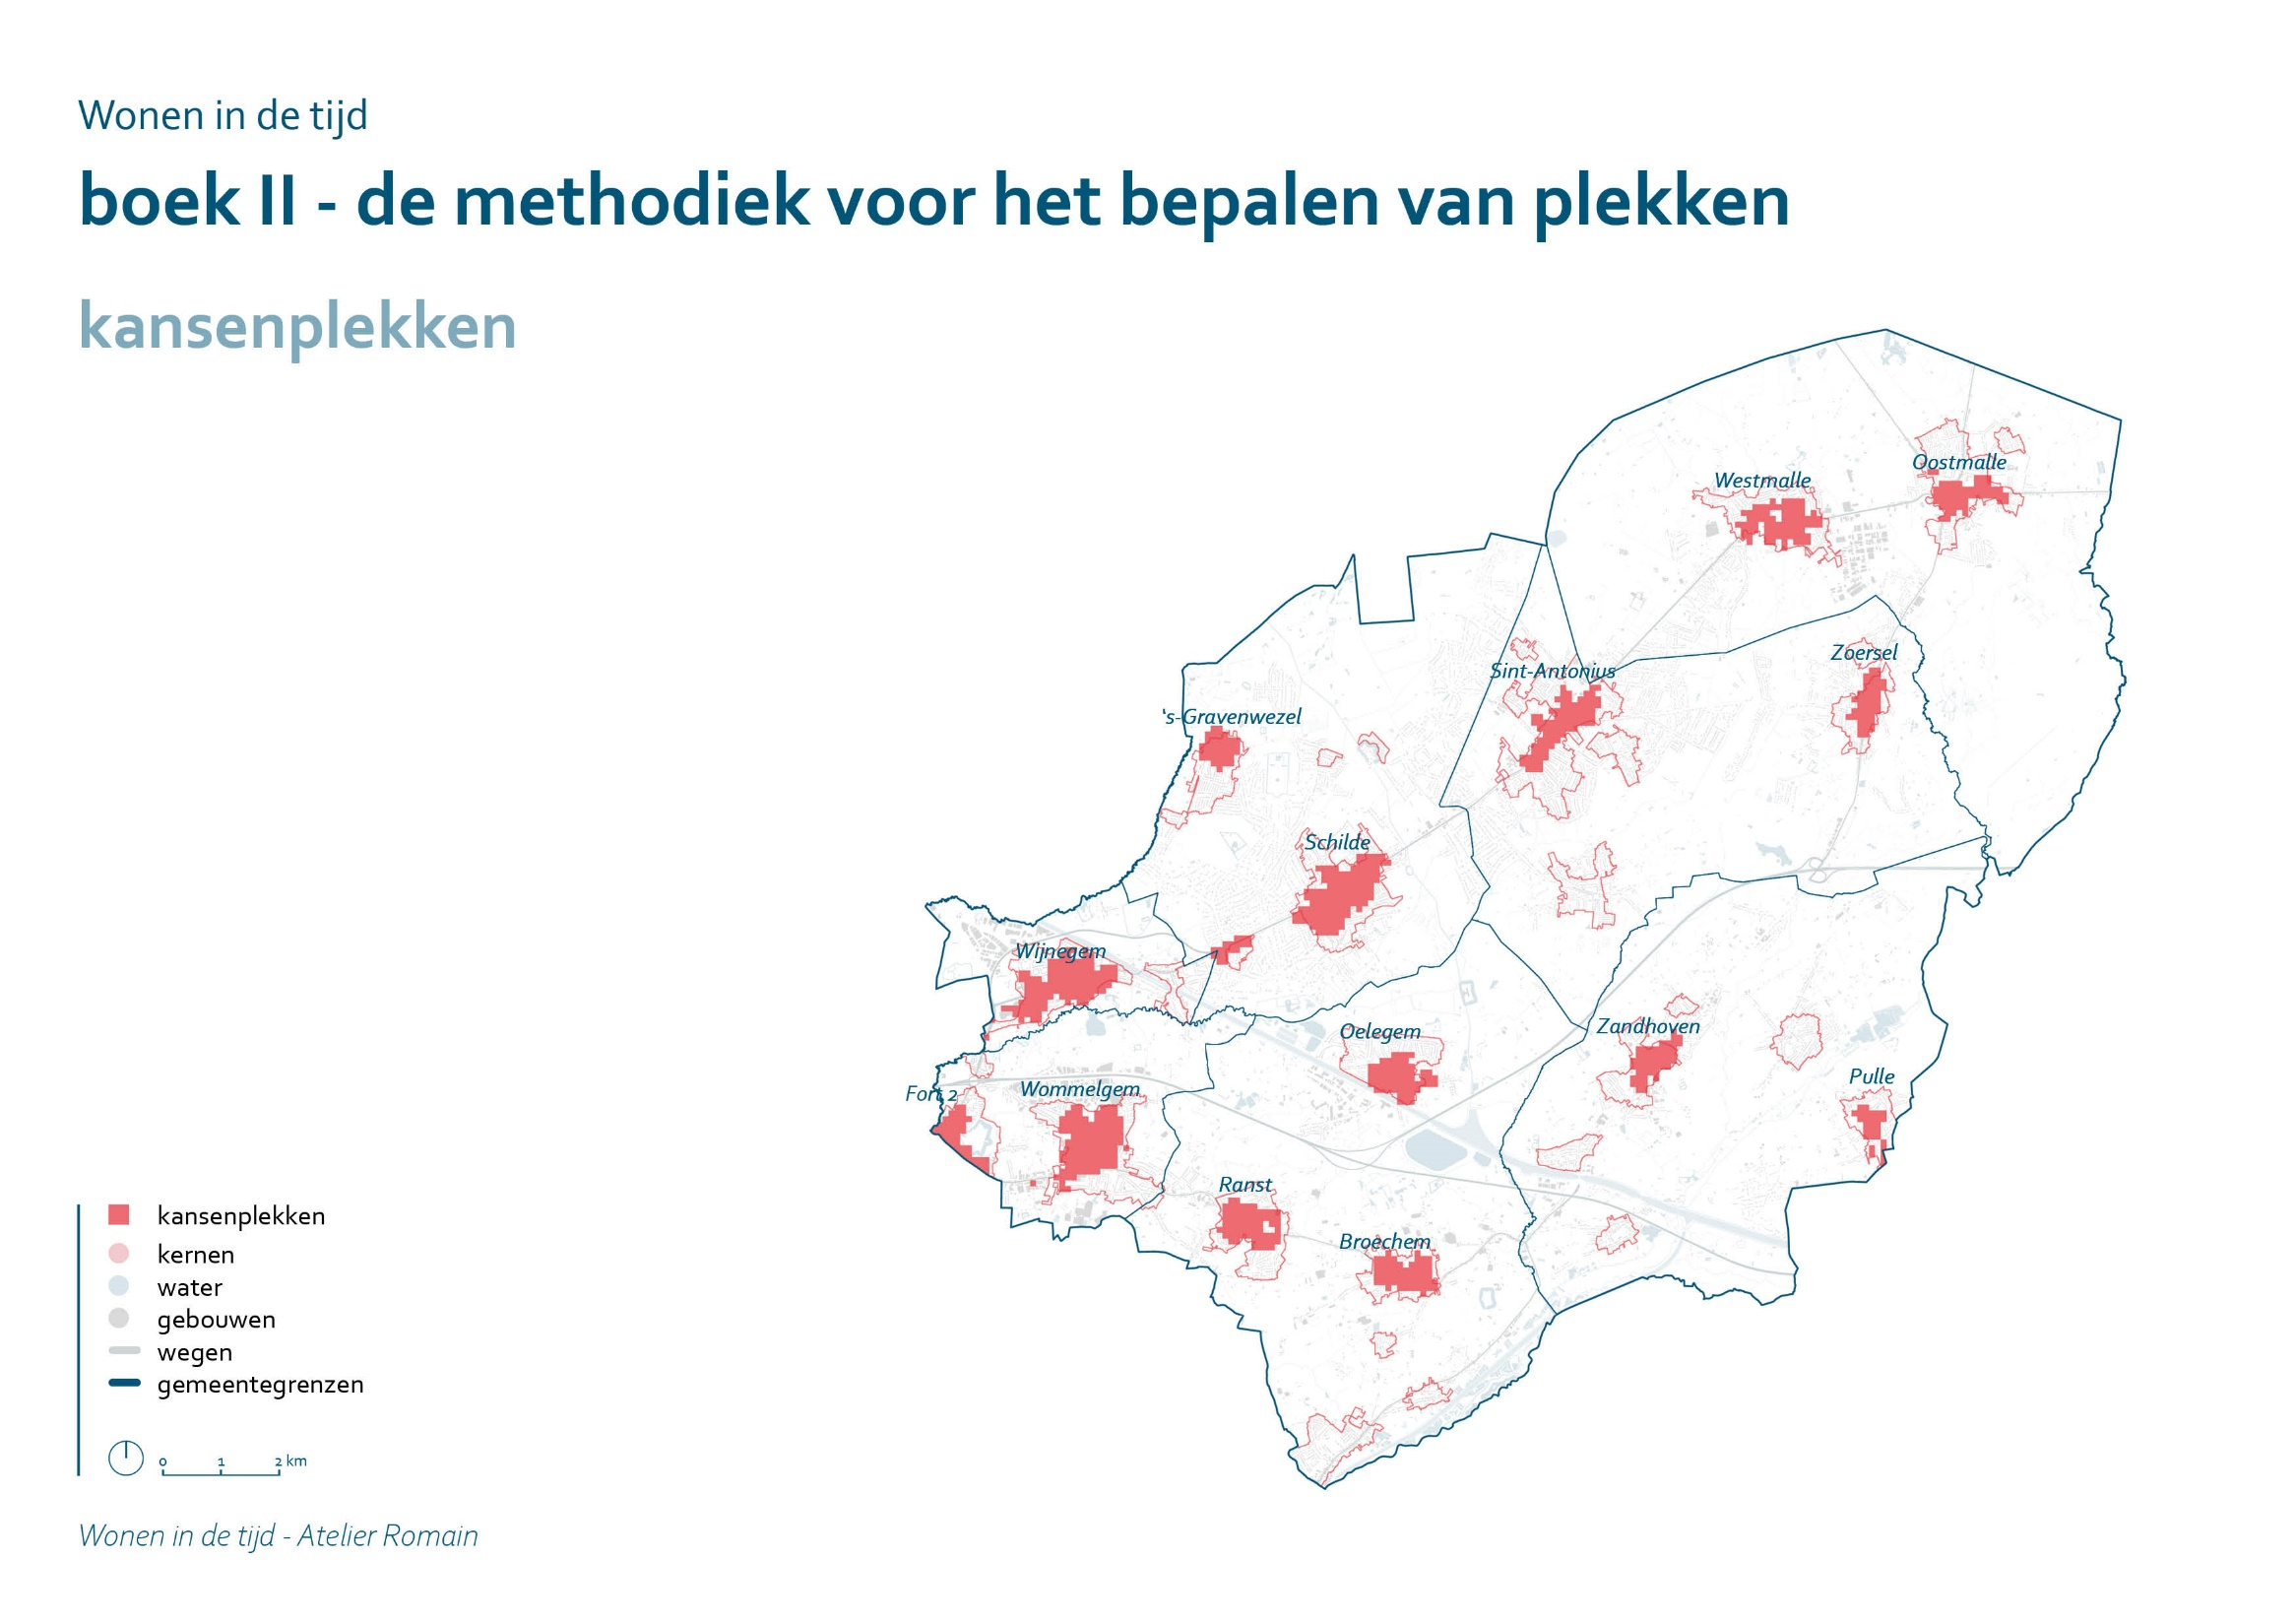 Wonen in de tijd
boek II - de methodiek voor het bepalen van plekken
kansenplekken
Oostmalle
Westmalle
Zoersel
Sint-Antonius
's-Gravenwezel
Schilde
Wijnegem
Zandhoven
Oelegem
Pulle
Fort 2
Wommelgem
Ranst
Broechem
kansenplekken
kernen
water
gebouwen
wegen
gemeentegrenzen
0 1 2 km
Wonen in de tijd - Atelier Romain